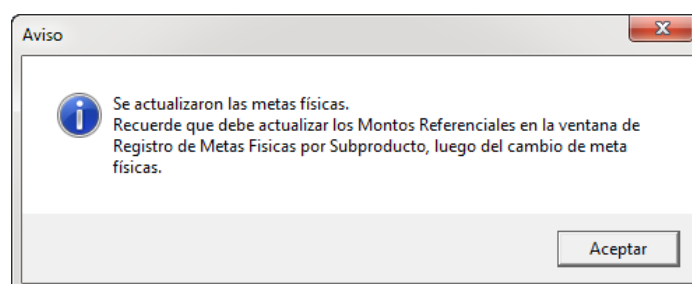 Aviso
Se actualizaron las metas físicas.
Recuerde que debe actualizar los Montos Referenciales en la ventana de
Registro de Metas Fisicas por Subproducto, luego del cambio de meta
físicas.
Aceptar